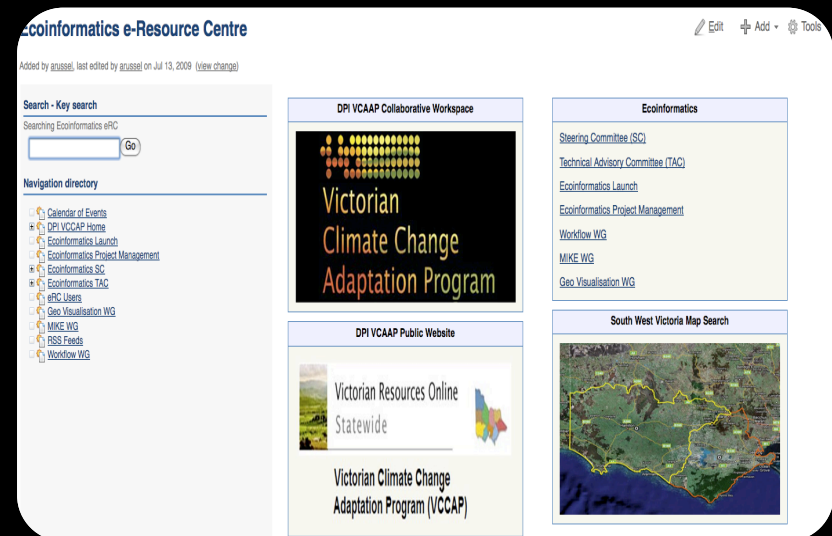 Ecoinformatics e-Resource Centre
Edit
Add
Tools
Added by arussel, last edited by arussel on Jul 13, 2009 (view change)
Search - Key search
Searching Ecoinformatics eRC
Go
Navigation directory
Calendar of Events
DPI VCCAP Home
Ecoinformatics Launch
Ecoinformatics Project Management
Ecoinformatics SC
Ecoinformatics TAC
eRC Users
Geo Visualisation WG
MIKE WG
RSS Feeds
Workflow WG
DPI VCAAP Collaborative Workspace
Victorian
Climate Change
Adaptation Program
DPI VCAAP Public Website
Victorian Resources Online
Statewide
Victorian Climate Change
Adaptation Program (VCCAP)
Ecoinformatics
Steering Committee (SC)
Technical Advisory Committee (TAC)
Ecoinformatics Launch
Ecoinformatics Project Management
Workflow WG
MIKE WG
Geo Visualisation WG
South West Victoria Map Search